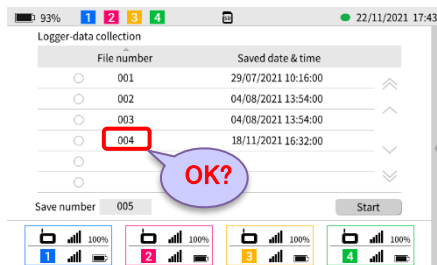 93% 1 2 3 4 22/11/2021 17:43
Logger-data collection
File number Saved date & time
001 29/07/2021 10:16:00
002 04/08/2021 13:54:00
003 04/08/2021 13:54:00
004 18/11/2021 16:32:00
OK?
Save number 005 Start
100% 100% 100% 100%
1 2 3 4